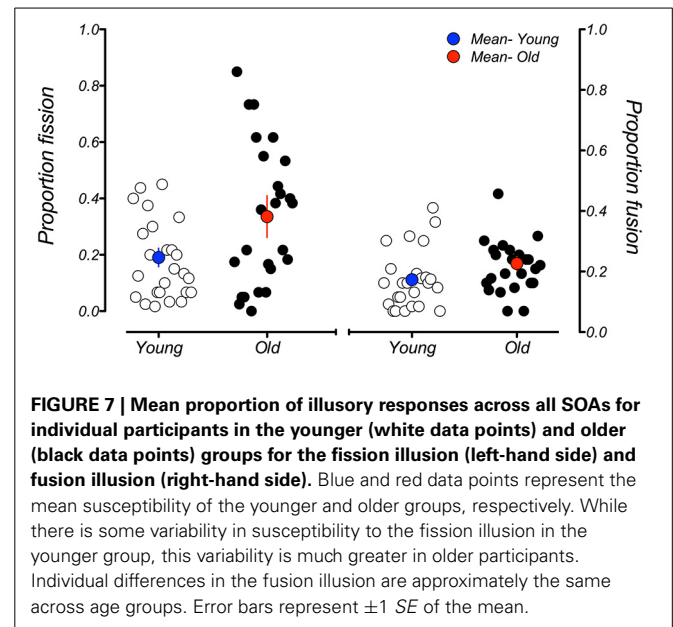 1.0
0.8
0.6
0.4
0.2
0.0
Proportion fission
Young
Old
Mean- Young
Mean- Old
Young
Old
1.0
0.8
0.6
0.4
0.2
0.0
Proportion fusion
FIGURE 7 | Mean proportion of illusory responses across all SOAs for
individual participants in the younger (white data points) and older
(black data points) groups for the fission illusion (left-hand side) and
fusion illusion (right-hand side). Blue and red data points represent the
mean susceptibility of the younger and older groups, respectively. While
there is some variability in susceptibility to the fission illusion in the
younger group, this variability is much greater in older participants.
Individual differences in the fusion illusion are approximately the same
across age groups. Error bars represent ±1 SE of the mean.